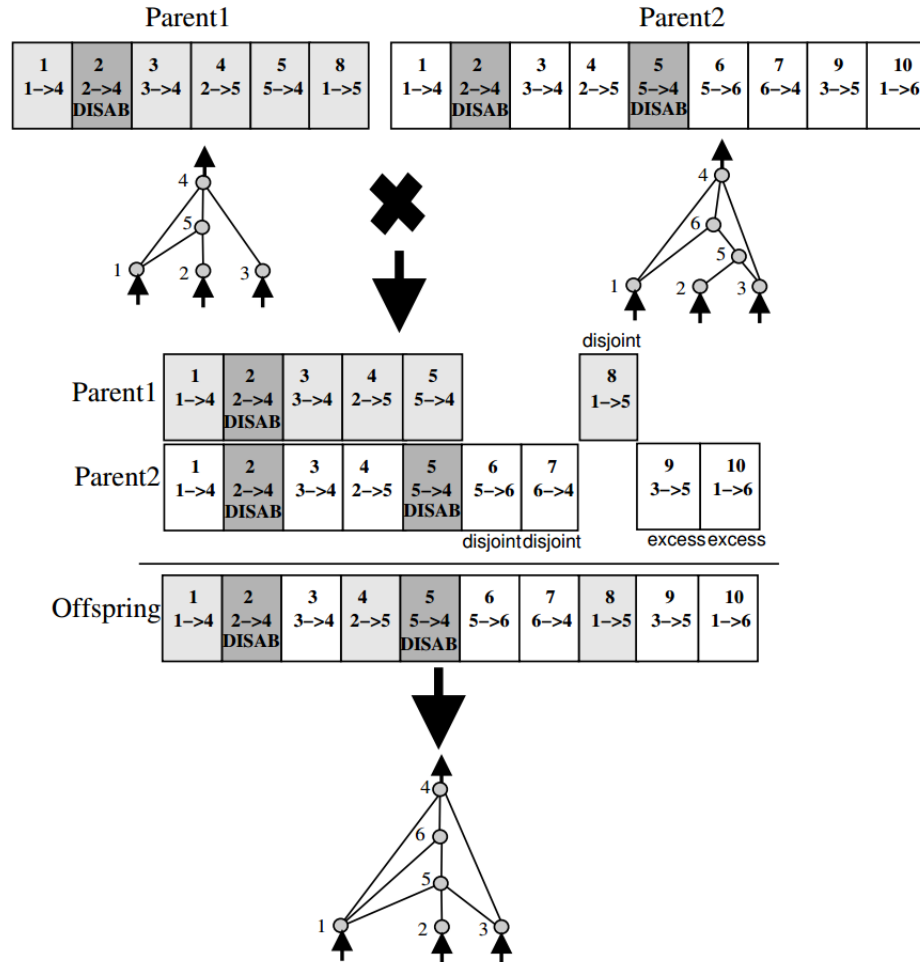 Parent1 Parent2
1 2 3 4 5 8 1 2 3 4 5 6 7 9 10
1->4 2->4 3->4 2->5 5->4 1->5 1->4 2->4 3->4 2->5 5->4 5->6 6->4 3->5 1->6
DISAB DISAB DISAB
4 4
5 6
5
1 2 3 1 2 3
disjoint
Parent1 1 2 3 4 5 8
1->4 2->4 3->4 2->5 5->4 1->5
DISAB
Parent2 1 2 3 4 5 6 7 9 10
1->4 2->4 3->4 2->5 5->4 5->6 6->4 3->5 1->6
DISAB DISAB
disjoint disjoint excess excess
Offspring 1 2 3 4 5 6 7 8 9 10
1->4 2->4 3->4 2->5 5->4 5->6 6->4 1->5 3->5 1->6
DISAB DISAB
4
6
5
1 2 3